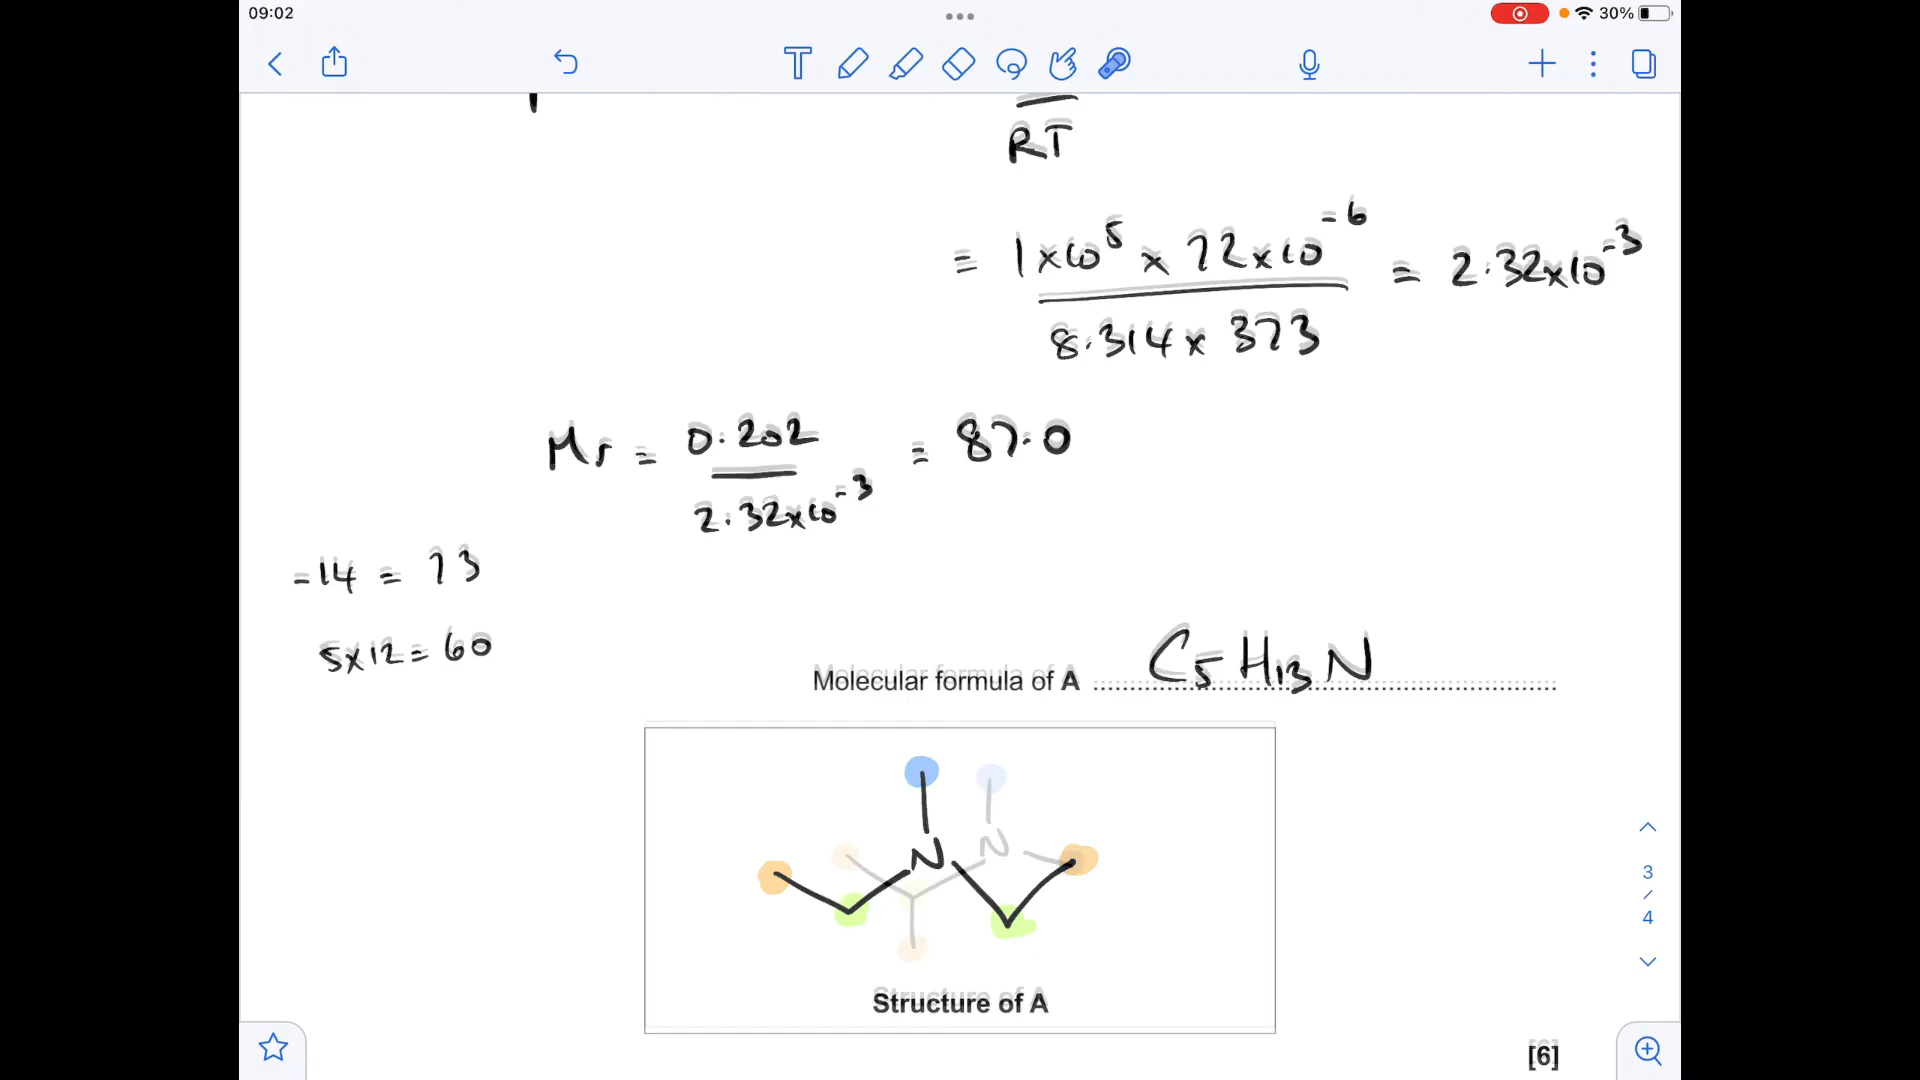 09:02
30%
T
RT
= 1×10⁵ × 72×10⁻⁶ = 2.32×10⁻³
8.314 × 373
Mr = 0.202 = 87.0
2.32×10⁻³
-14 = 73
5×12 = 60
Molecular formula of A C₅H₁₃N
N
N
Structure of A
3
/
4
[6]